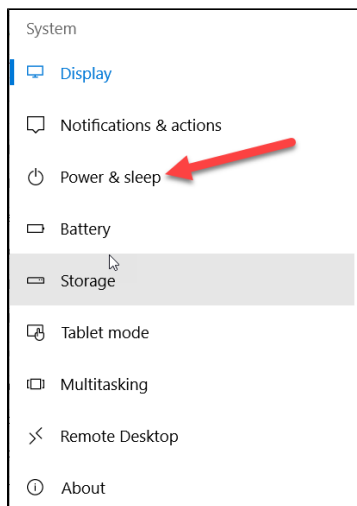 System
Display
Notifications & actions
Power & sleep
Battery
Storage
Tablet mode
Multitasking
Remote Desktop
About